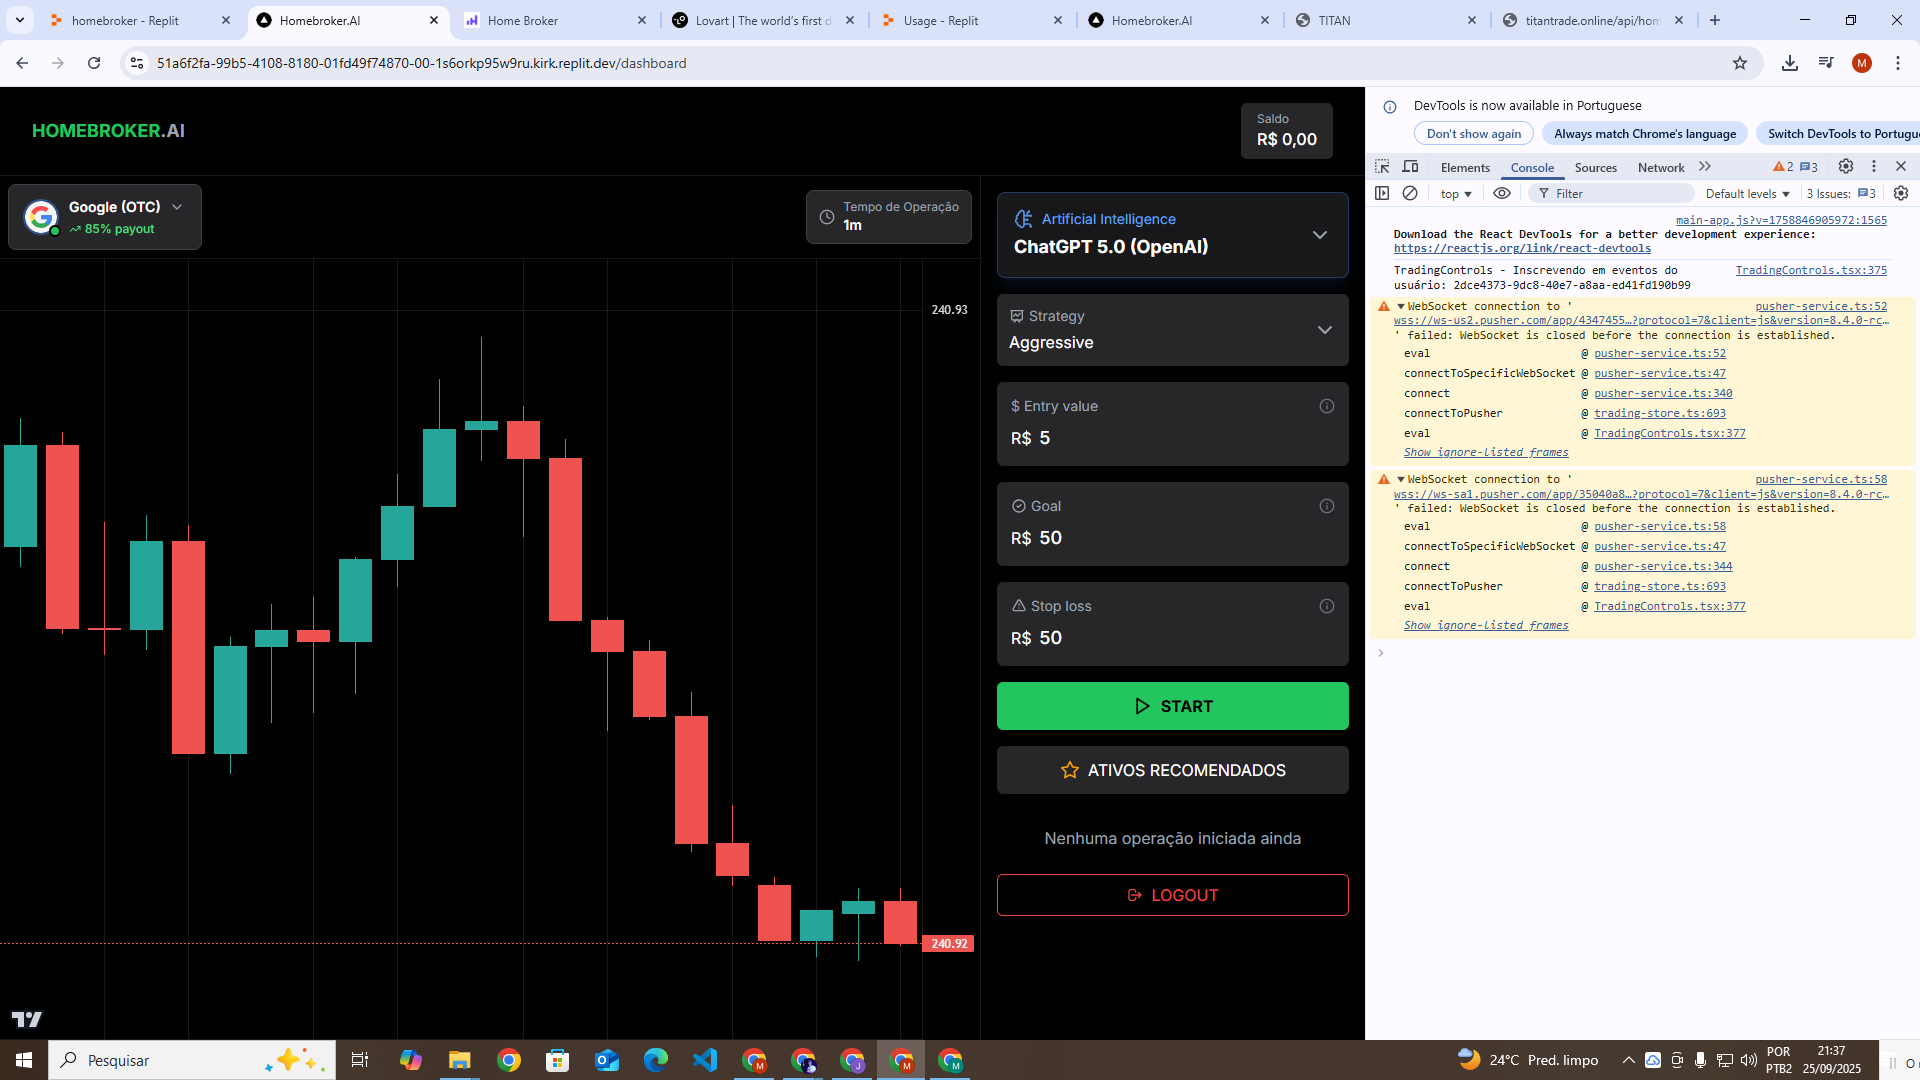 homebroker - Replit
Homebroker.AI
Home Broker
Lovart | The world's first d
Usage - Replit
Homebroker.AI
TITAN
titantrade.online/api/hom
51a6f2fa-99b5-4108-8180-01fd49f74870-00-1s6orkp95w9ru.kirk.replit.dev/dashboard
M
HOMEBROKER.AI
Saldo
R$ 0,00
Google (OTC)
85% payout
Tempo de Operação
1m
240.93
240.92
Artificial Intelligence
ChatGPT 5.0 (OpenAI)
Strategy
Aggressive
$ Entry value
R$ 5
Goal
R$ 50
Stop loss
R$ 50
START
ATIVOS RECOMENDADOS
Nenhuma operação iniciada ainda
LOGOUT
DevTools is now available in Portuguese
Don't show again
Always match Chrome's language
Switch DevTools to Portugu
Elements
Console
Sources
Network
2
3
top
Filter
Default levels
3 Issues:
3
main-app.js?v=1758846905972:1565
Download the React DevTools for a better development experience:
https://reactjs.org/link/react-devtools
TradingControls - Inscrevendo em eventos do TradingControls.tsx:375
usuário: 2dce4373-9dc8-40e7-a8aa-ed41fd190b99
WebSocket connection to ' pusher-service.ts:52
wss://ws-us2.pusher.com/app/4347455…?protocol=7&client=js&version=8.4.0-rc…
' failed: WebSocket is closed before the connection is established.
eval @ pusher-service.ts:52
connectToSpecificWebSocket @ pusher-service.ts:47
connect @ pusher-service.ts:340
connectToPusher @ trading-store.ts:693
eval @ TradingControls.tsx:377
Show ignore-listed frames
WebSocket connection to ' pusher-service.ts:58
wss://ws-sa1.pusher.com/app/35040a8…?protocol=7&client=js&version=8.4.0-rc…
' failed: WebSocket is closed before the connection is established.
eval @ pusher-service.ts:58
connectToSpecificWebSocket @ pusher-service.ts:47
connect @ pusher-service.ts:344
connectToPusher @ trading-store.ts:693
eval @ TradingControls.tsx:377
Show ignore-listed frames
Pesquisar
24°C Pred. limpo
POR
PTB2
21:37
25/09/2025